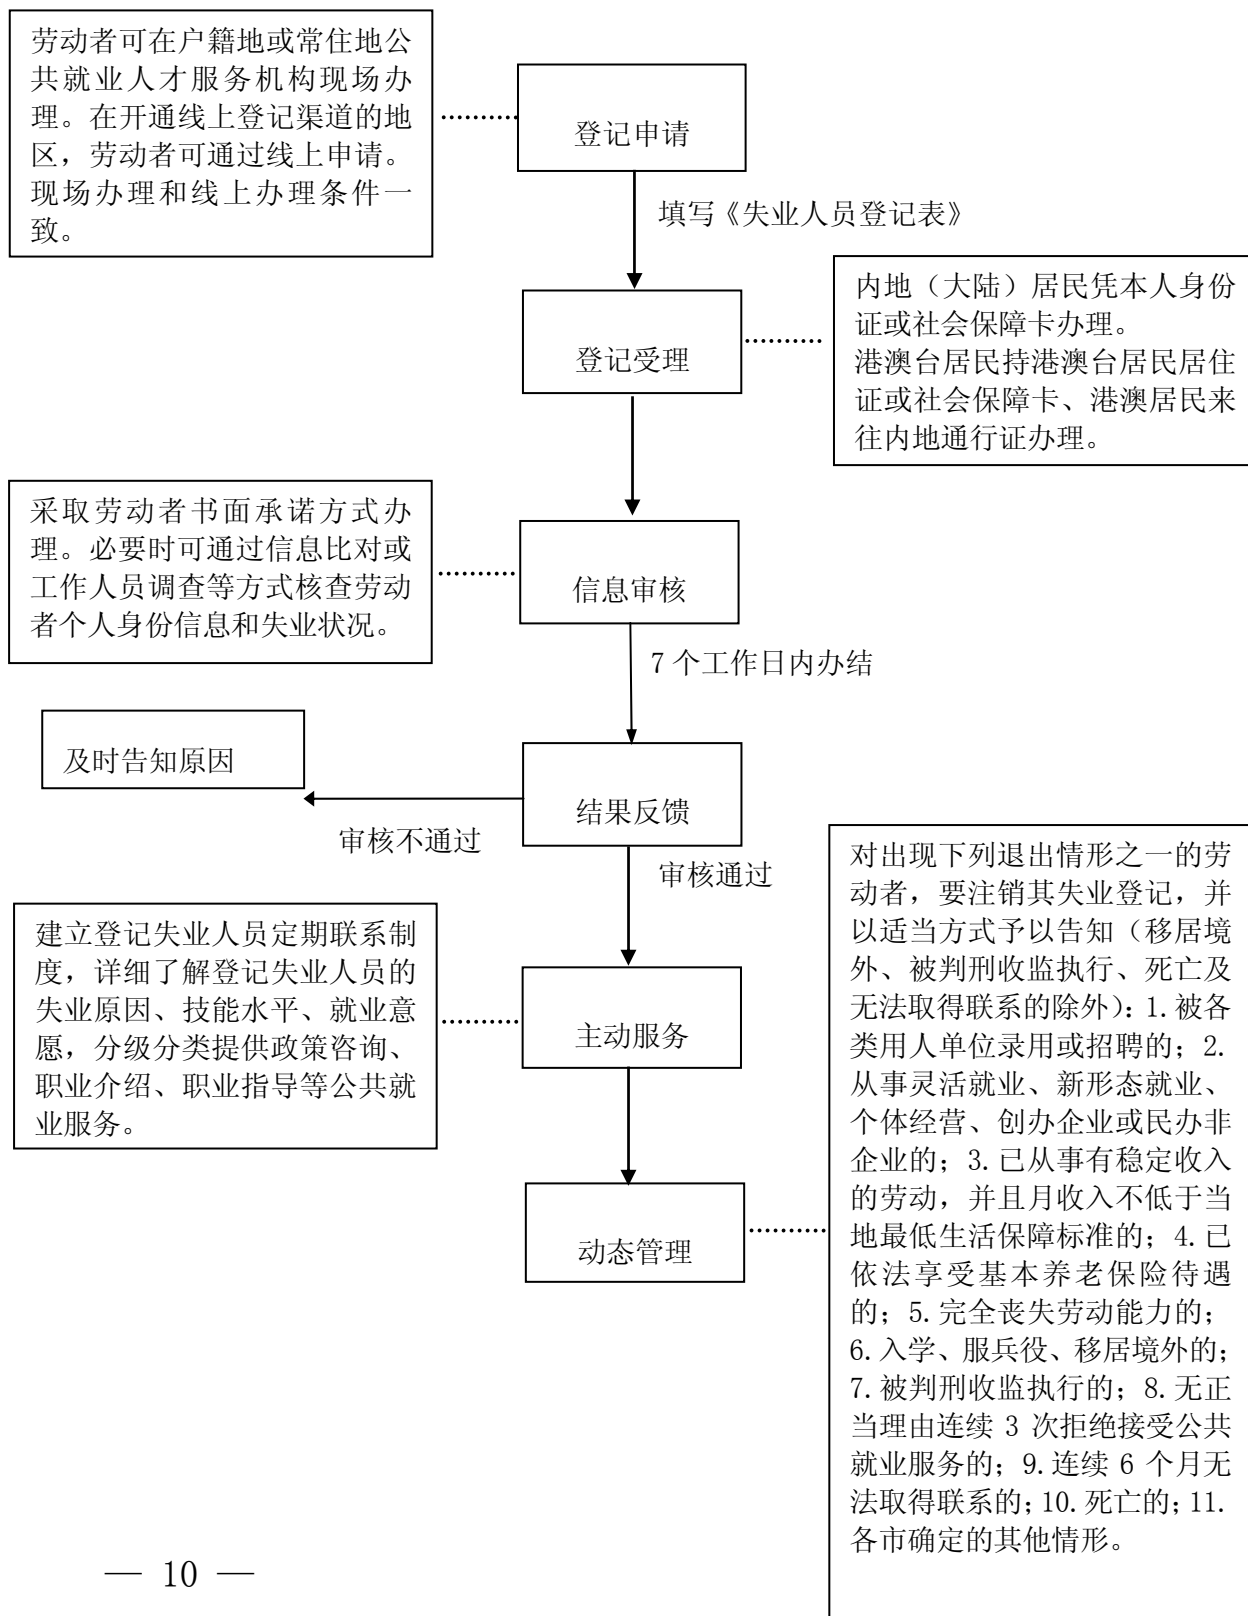 劳动者可在户籍地或常住地公
共就业人才服务机构现场办
理。在开通线上登记渠道的地
区，劳动者可通过线上申请。
现场办理和线上办理条件一
致。
登记申请
填写《失业人员登记表》
登记受理
内地（大陆）居民凭本人身份
证或社会保障卡办理。
港澳台居民持港澳台居民居住
证或社会保障卡、港澳居民来
往内地通行证办理。
采取劳动者书面承诺方式办
理。必要时可通过信息比对或
工作人员调查等方式核查劳动
者个人身份信息和失业状况。
信息审核
7 个工作日内办结
及时告知原因
结果反馈
审核不通过
审核通过
建立登记失业人员定期联系制
度，详细了解登记失业人员的
失业原因、技能水平、就业意
愿，分级分类提供政策咨询、
职业介绍、职业指导等公共就
业服务。
主动服务
动态管理
对出现下列退出情形之一的劳
动者，要注销其失业登记，并
以适当方式予以告知（移居境
外、被判刑收监执行、死亡及
无法取得联系的除外）：1.被各
类用人单位录用或招聘的；2.
从事灵活就业、新形态就业、
个体经营、创办企业或民办非
企业的；3.已从事有稳定收入
的劳动，并且月收入不低于当
地最低生活保障标准的；4.已
依法享受基本养老保险待遇
的；5.完全丧失劳动能力的；
6.入学、服兵役、移居境外的；
7.被判刑收监执行的；8.无正
当理由连续 3 次拒绝接受公共
就业服务的；9.连续 6 个月无
法取得联系的；10.死亡的；11.
各市确定的其他情形。
— 10 —